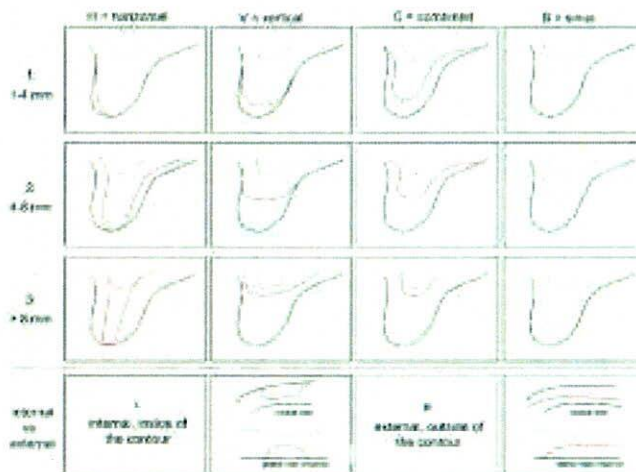 H = horizontal V = vertical C = combined S = sinus
1
1-4 mm
2
4-8 mm
3
> 8 mm
internal
vs
external
internal, inside of
the contour
external, outside of
the contour